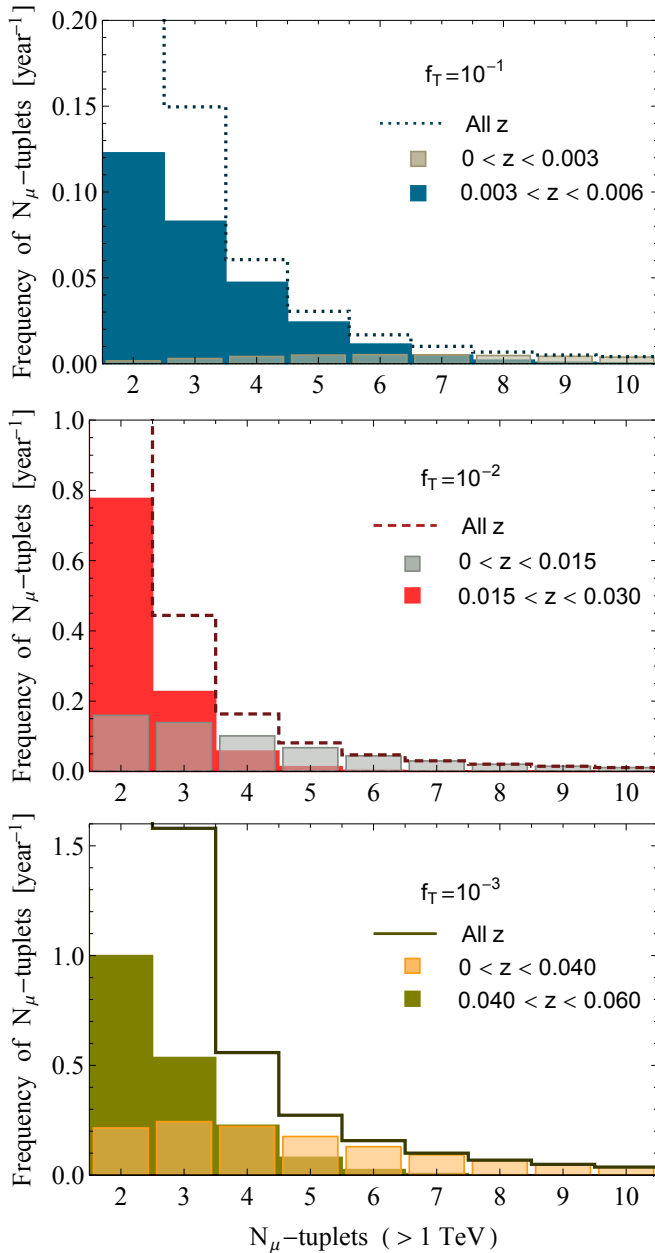 0.20
0.15
0.10
0.05
0.00
Frequency of Nμ−tuplets [year⁻¹]
f_T=10⁻¹
All z
0 < z < 0.003
0.003 < z < 0.006
2 3 4 5 6 7 8 9 10
1.0
0.8
0.6
0.4
0.2
0.0
Frequency of Nμ−tuplets [year⁻¹]
f_T=10⁻²
All z
0 < z < 0.015
0.015 < z < 0.030
2 3 4 5 6 7 8 9 10
1.5
1.0
0.5
0.0
Frequency of Nμ−tuplets [year⁻¹]
f_T=10⁻³
All z
0 < z < 0.040
0.040 < z < 0.060
2 3 4 5 6 7 8 9 10
Nμ−tuplets (> 1 TeV)